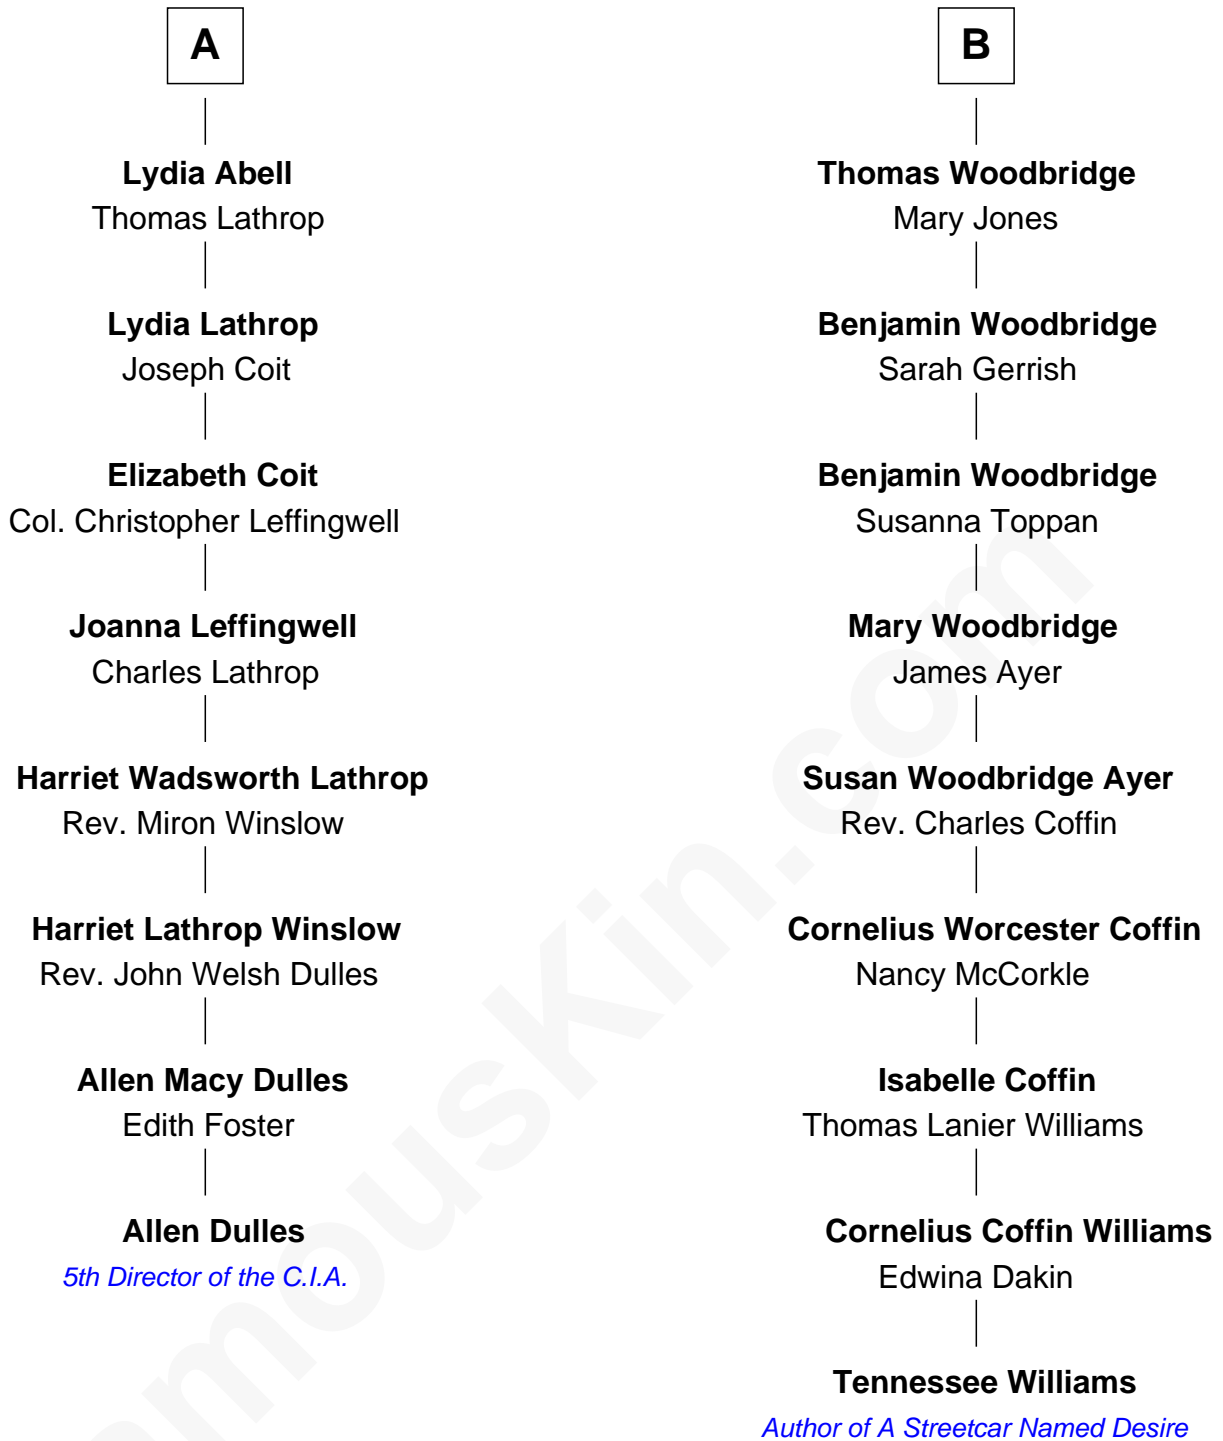 A
Lydia Abell
Thomas Lathrop
Lydia Lathrop
Joseph Coit
Elizabeth Coit
Col. Christopher Leffingwell
Joanna Leffingwell
Charles Lathrop
Harriet Wadsworth Lathrop
Rev. Miron Winslow
Harriet Lathrop Winslow
Rev. John Welsh Dulles
Allen Macy Dulles
Edith Foster
Allen Dulles
5th Director of the C.I.A.
B
Thomas Woodbridge
Mary Jones
Benjamin Woodbridge
Sarah Gerrish
Benjamin Woodbridge
Susanna Toppan
Mary Woodbridge
James Ayer
Susan Woodbridge Ayer
Rev. Charles Coffin
Cornelius Worcester Coffin
Nancy McCorkle
Isabelle Coffin
Thomas Lanier Williams
Cornelius Coffin Williams
Edwina Dakin
Tennessee Williams
Author of A Streetcar Named Desire
amousKin.com